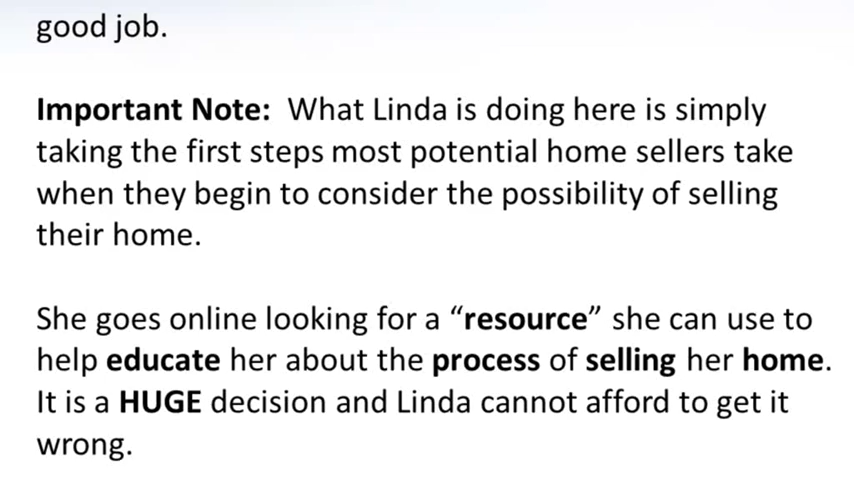 good job.
Important Note:  What Linda is doing here is simply
taking the first steps most potential home sellers take
when they begin to consider the possibility of selling
their home.
She goes online looking for a “resource” she can use to
help educate her about the process of selling her home.
It is a HUGE decision and Linda cannot afford to get it
wrong.